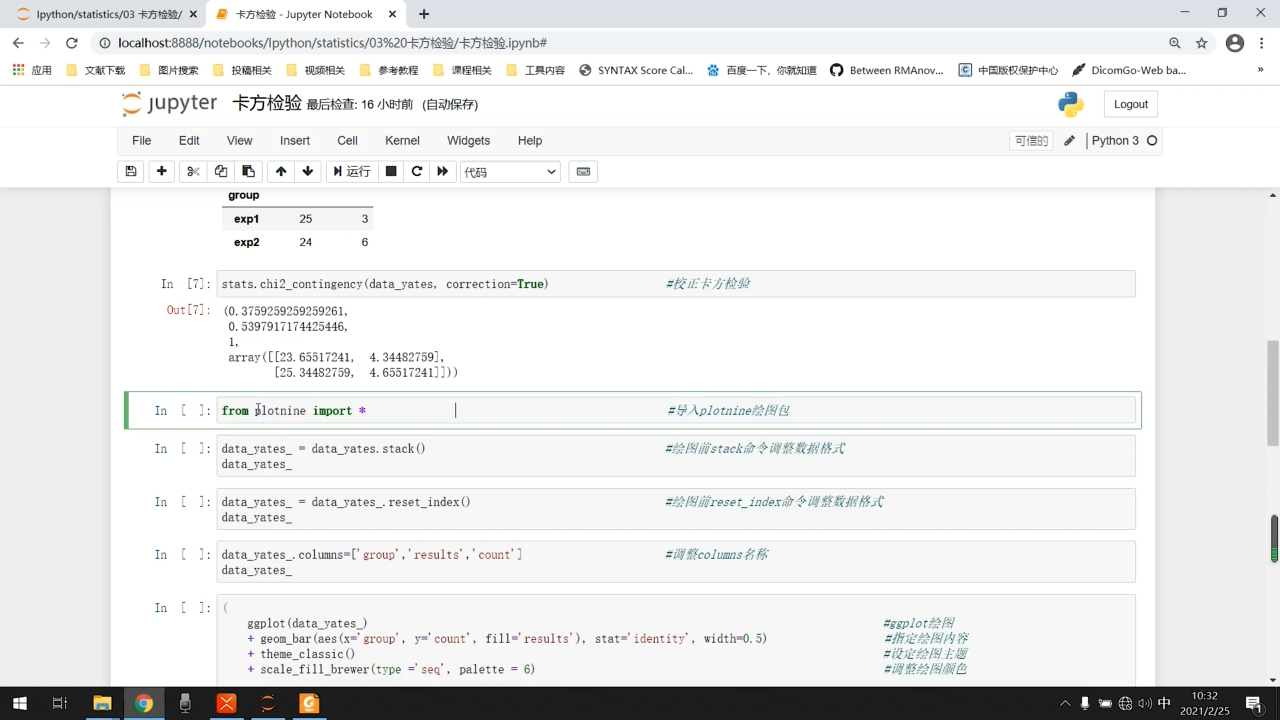 Ipython/statistics/03 卡方检验/
卡方检验 - Jupyter Notebook
localhost:8888/notebooks/Ipython/statistics/03%20卡方检验/卡方检验.ipynb#
应用 文献下载 图片搜索 投稿相关 视频相关 参考教程 课程相关 工具内容 SYNTAX Score Cal... 百度一下，你就知道 Between RMAnov... 中国版权保护中心 DicomGo-Web ba... »
jupyter 卡方检验 最后检查: 16 小时前 (自动保存) Logout
File Edit View Insert Cell Kernel Widgets Help 可信的 Python 3
运行 代码
group
exp1 25 3
exp2 24 6
In [7]: stats.chi2_contingency(data_yates, correction=True) #校正卡方检验
Out[7]: (0.3759259259259261,
0.5397917174425446,
1,
array([[23.65517241, 4.34482759],
[25.34482759, 4.65517241]]))
In [ ]: from plotnine import * #导入plotnine绘图包
In [ ]: data_yates_ = data_yates.stack() #绘图前stack命令调整数据格式
data_yates_
In [ ]: data_yates_ = data_yates_.reset_index() #绘图前reset_index命令调整数据格式
data_yates_
In [ ]: data_yates_.columns=['group','results','count'] #调整columns名称
data_yates_
In [ ]: (
ggplot(data_yates_) #ggplot绘图
+ geom_bar(aes(x='group', y='count', fill='results'), stat='identity', width=0.5) #指定绘图内容
+ theme_classic() #设定绘图主题
+ scale_fill_brewer(type ='seq', palette = 6) #调整绘图颜色
中 10:32
2021/2/25
1